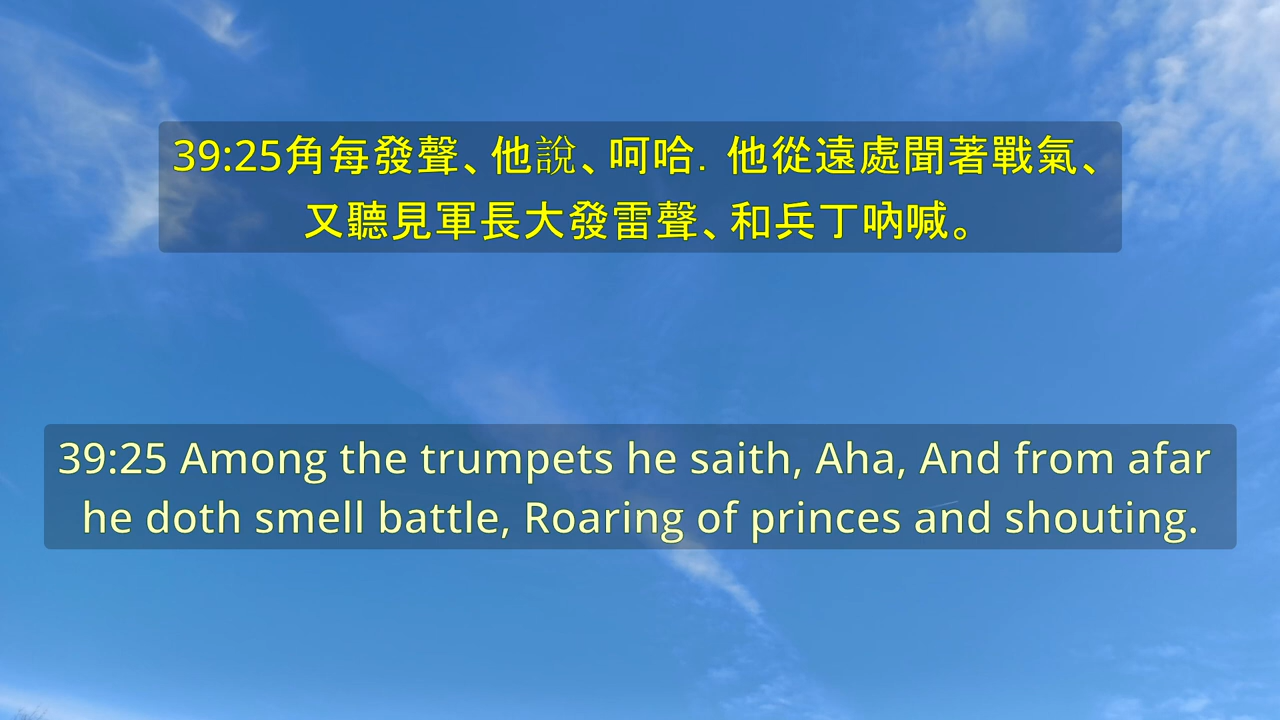 39:25角每發聲、他說、呵哈. 他從遠處聞著戰氣、
又聽見軍長大發雷聲、和兵丁吶喊。
39:25 Among the trumpets he saith, Aha, And from afar
he doth smell battle, Roaring of princes and shouting.